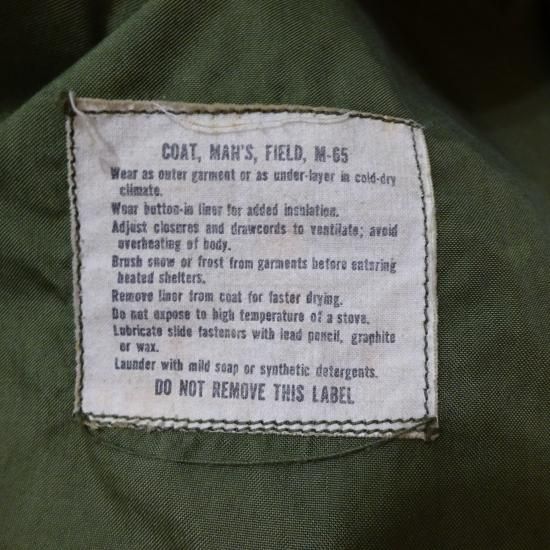 COAT, MAN'S, FIELD, M-65
Wear as outer garment or as under-layer in cold-dry
climate.
Wear button-in liner for added insulation.
Adjust closures and drawcords to ventilate; avoid
overheating of body.
Brush snow or frost from garments before entering
heated shelters.
Remove liner from coat for faster drying.
Do not expose to high temperature of a stove.
Lubricate slide fasteners with lead pencil, graphite
or wax.
Launder with mild soap or synthetic detergents.
DO NOT REMOVE THIS LABEL